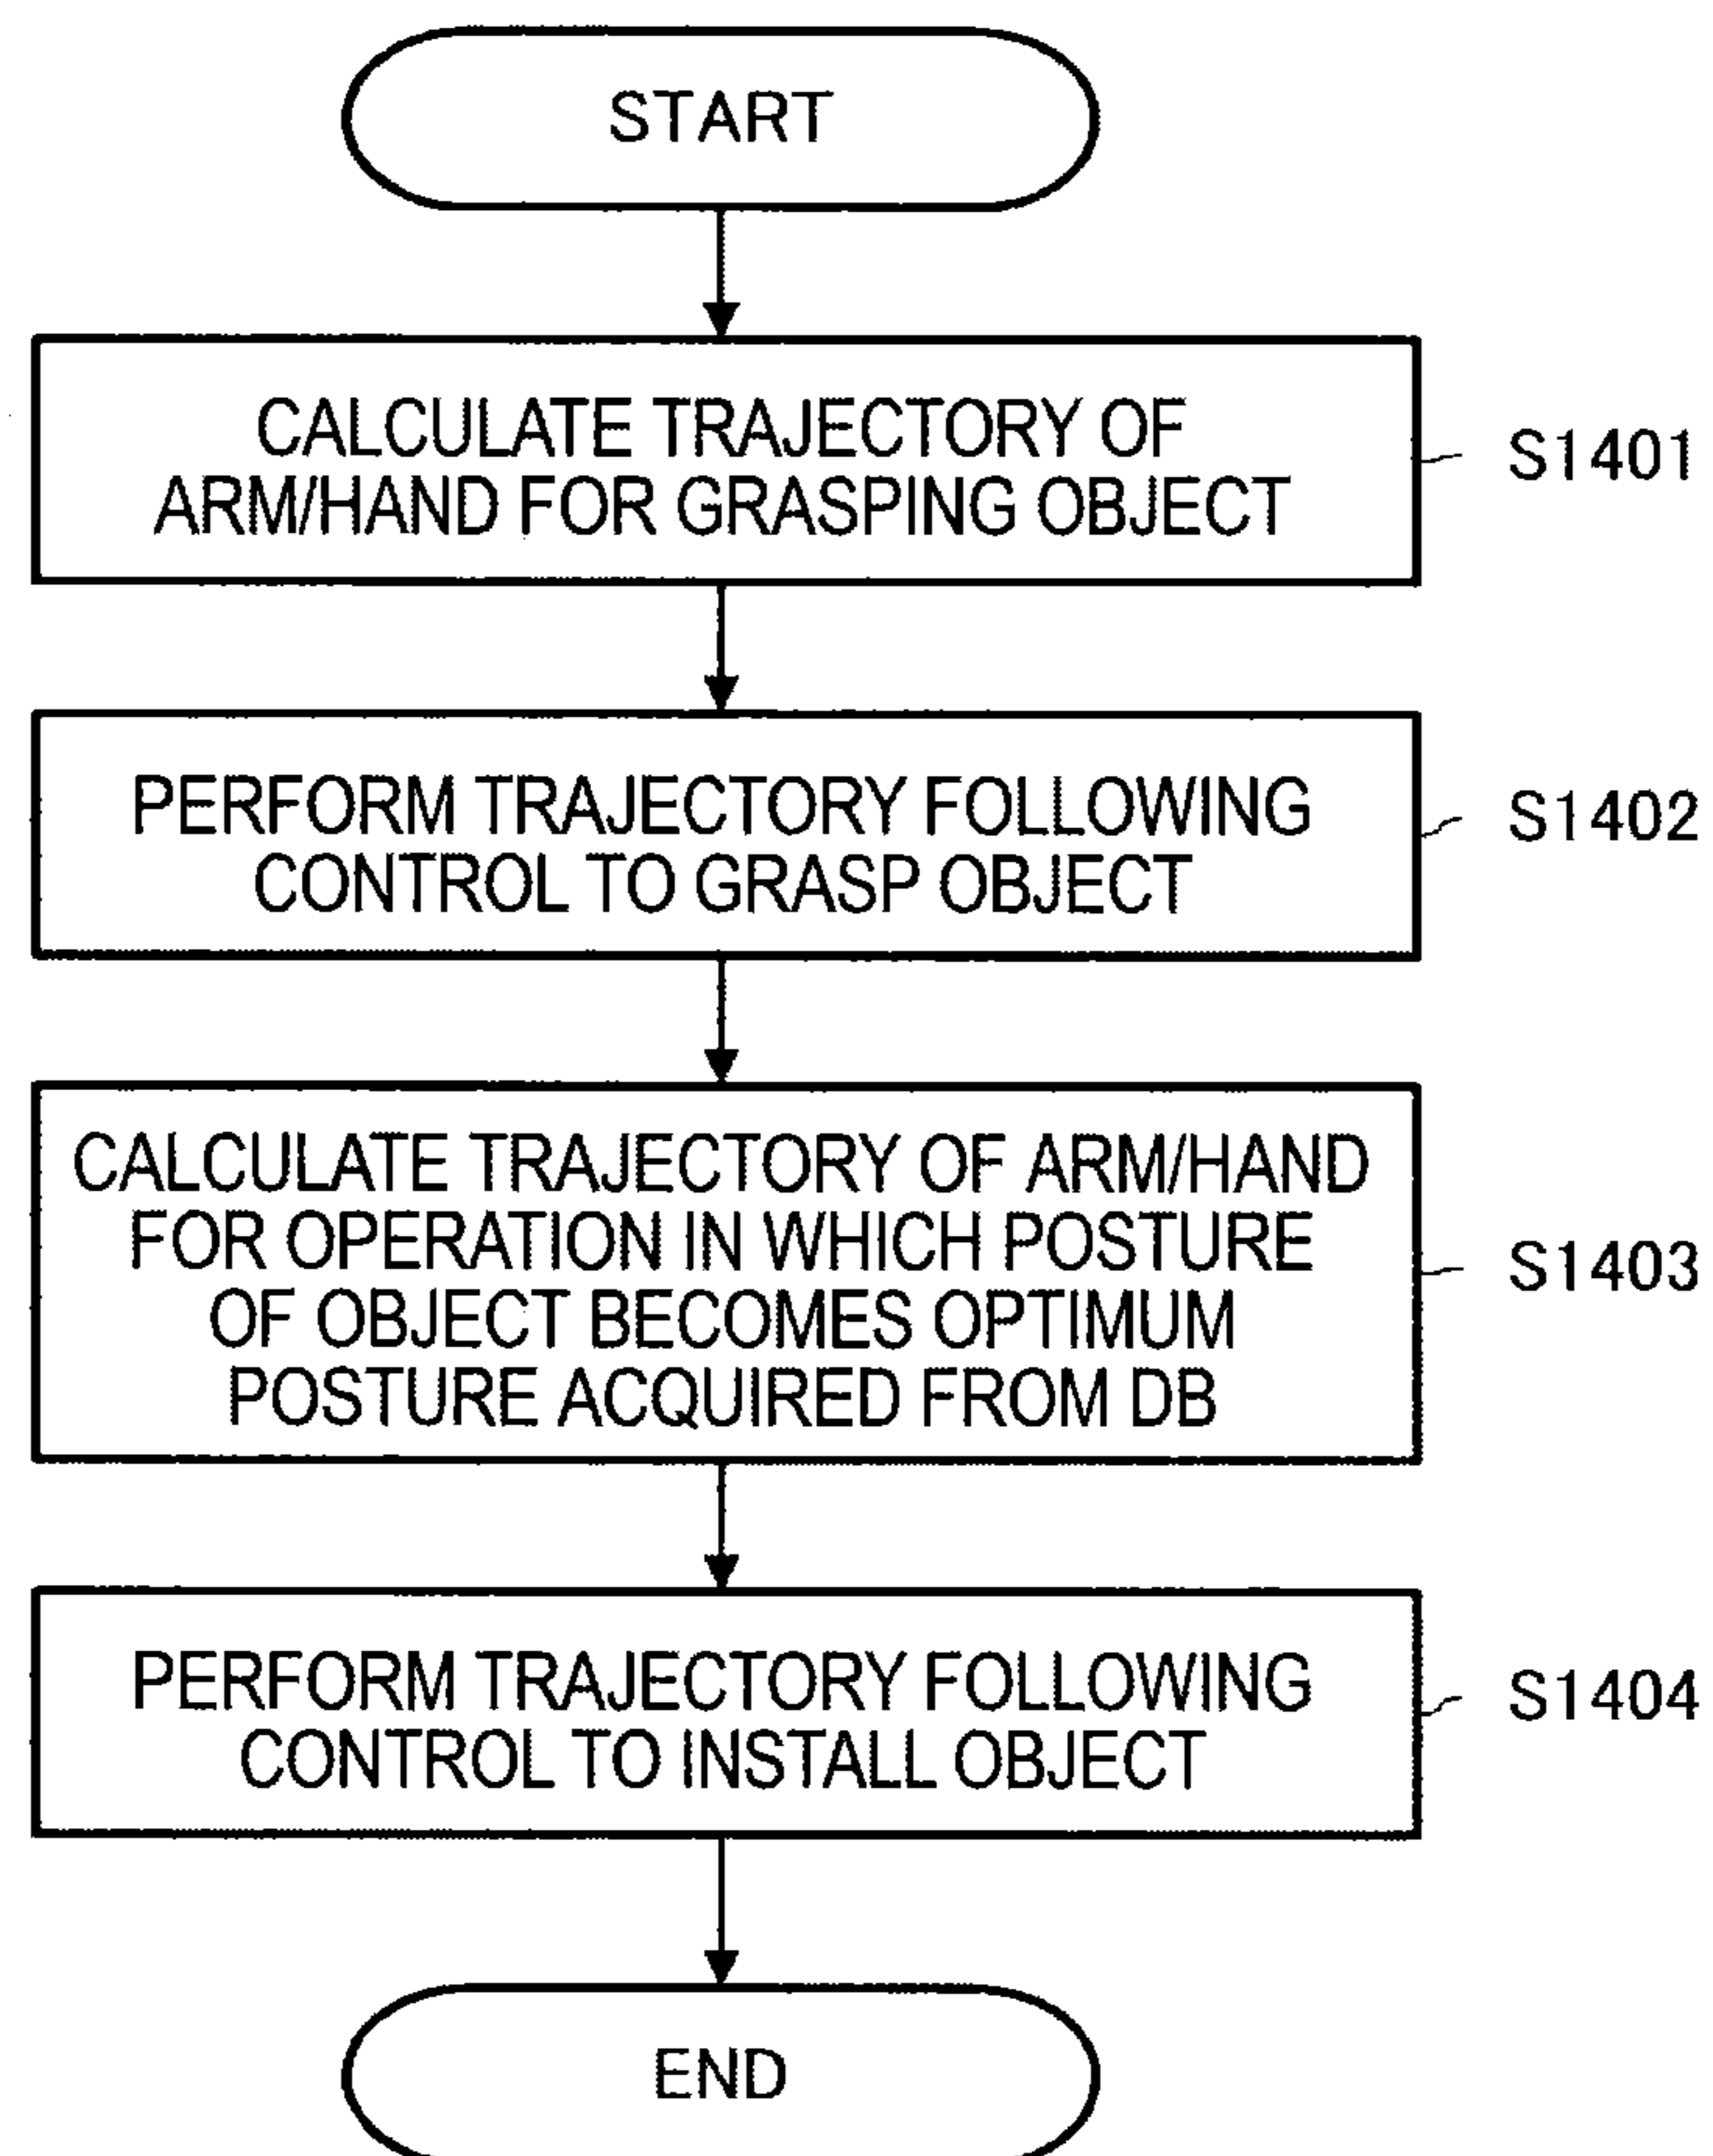 START
CALCULATE TRAJECTORY OF
ARM/HAND FOR GRASPING OBJECT
S1401
PERFORM TRAJECTORY FOLLOWING
CONTROL TO GRASP OBJECT
S1402
CALCULATE TRAJECTORY OF ARM/HAND
FOR OPERATION IN WHICH POSTURE
OF OBJECT BECOMES OPTIMUM
POSTURE ACQUIRED FROM DB
S1403
PERFORM TRAJECTORY FOLLOWING
CONTROL TO INSTALL OBJECT
S1404
END